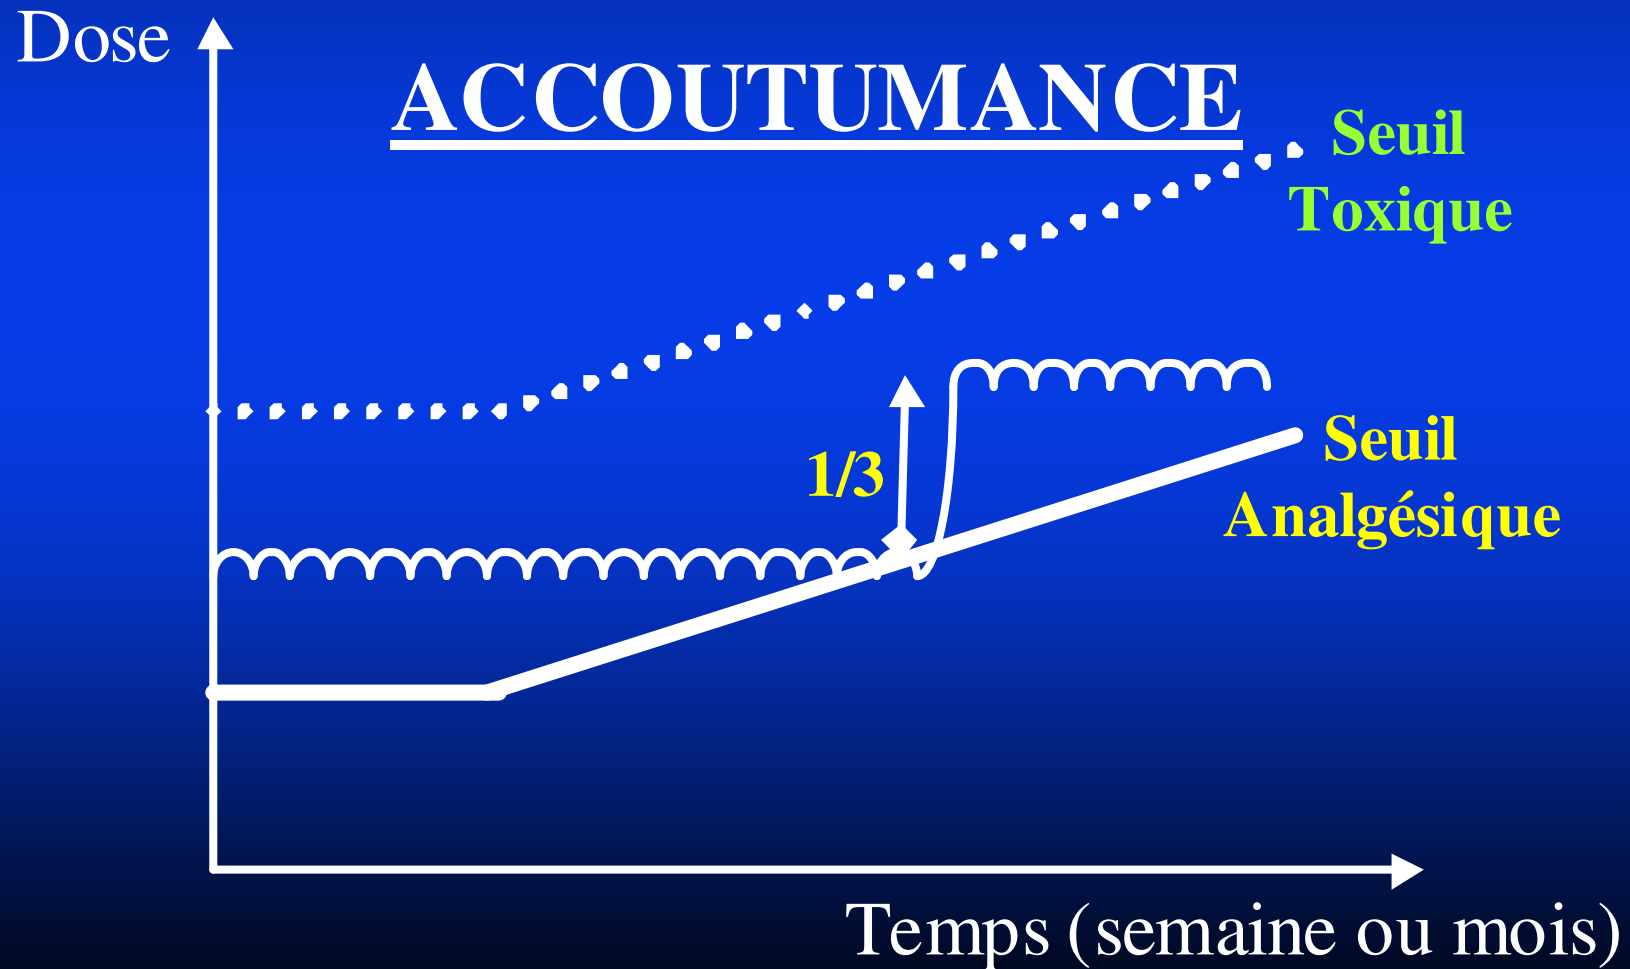 Dose
ACCOUTUMANCE
Seuil
Toxique
1/3
Seuil
Analgésique
Temps (semaine ou mois)